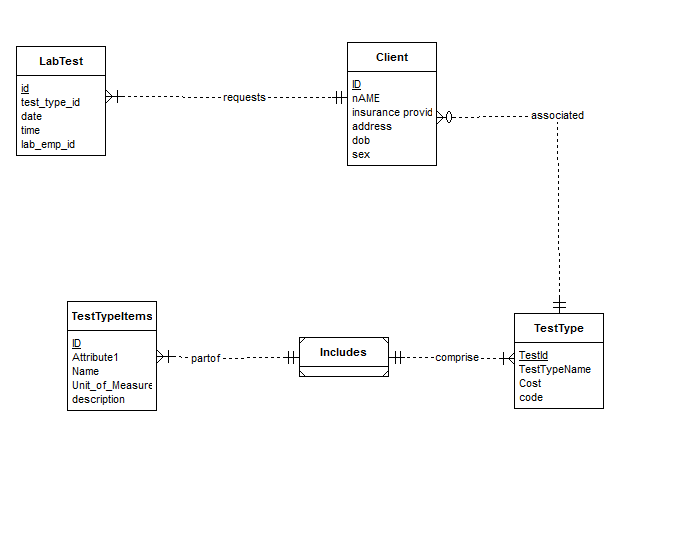 LabTest
id
test_type_id
date
time
lab_emp_id
requests
Client
ID
nAME
insurance provid
address
dob
sex
associated
TestTypeItems
ID
Attribute1
Name
Unit_of_Measure
description
partof
Includes
comprise
TestType
TestId
TestTypeName
Cost
code